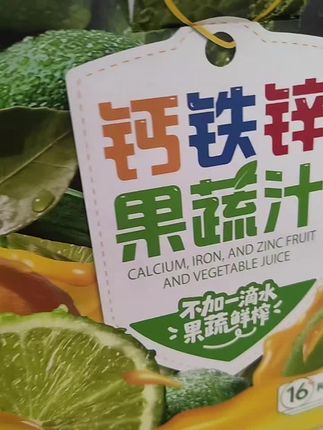 钙铁锌
果蔬汁
CALCIUM, IRON, AND ZINC FRUIT
AND VEGETABLE JUICE
不加一滴水
果蔬鲜榨
16